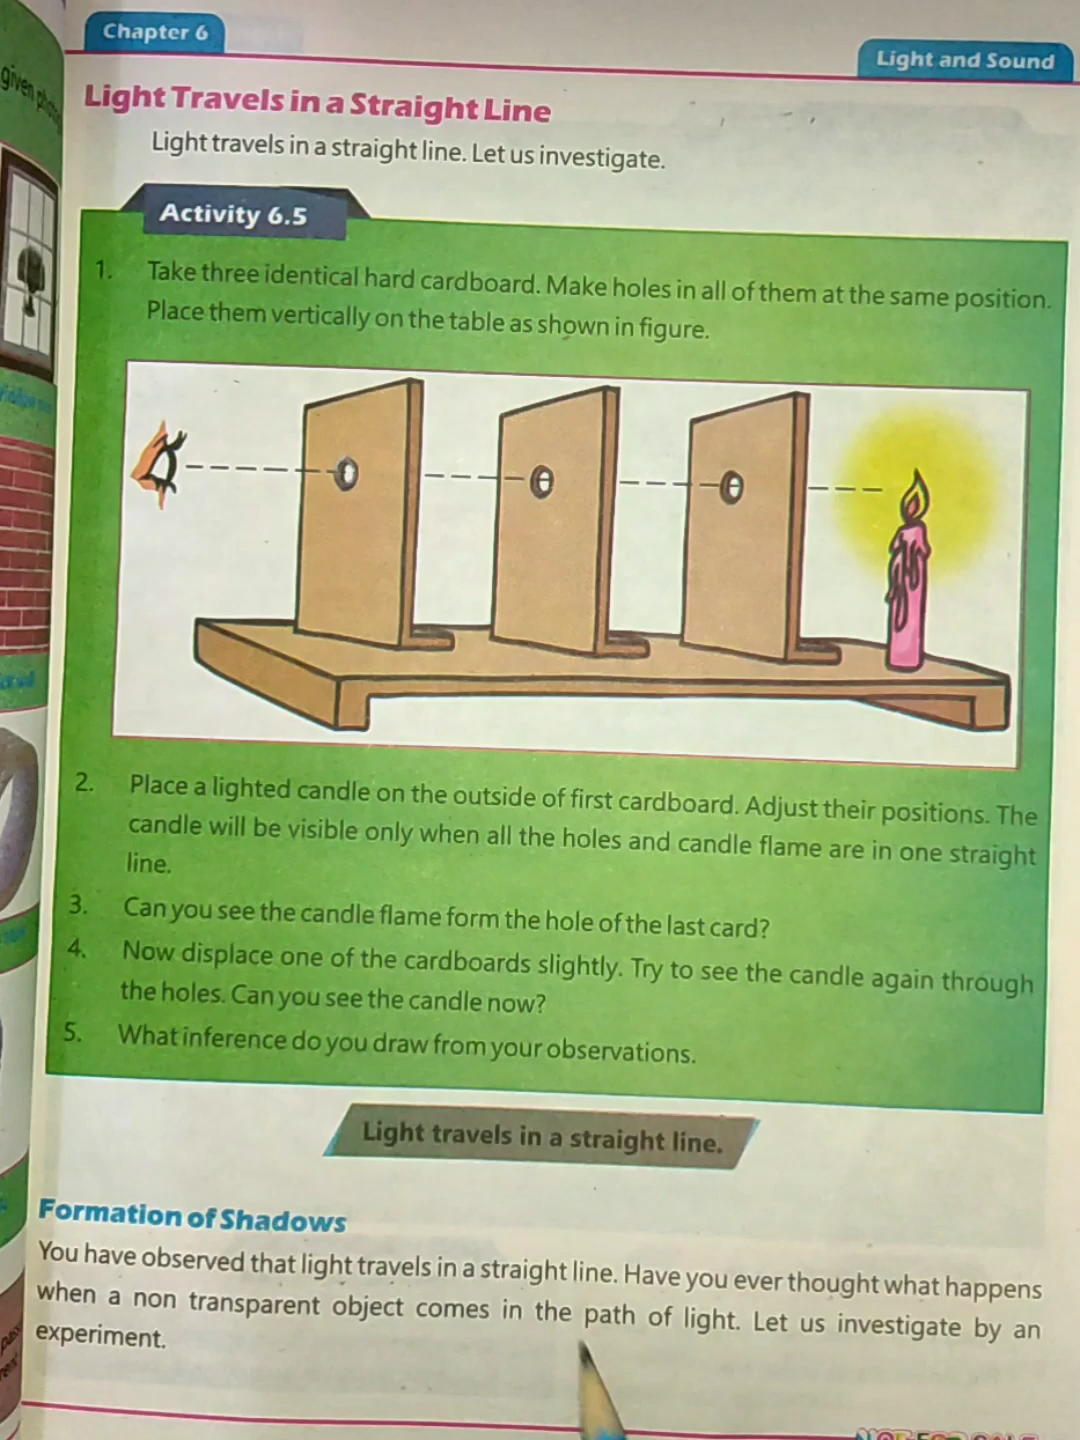 Chapter 6
Light and Sound
given
Light Travels in a Straight Line
Light travels in a straight line. Let us investigate.
Activity 6.5
1. Take three identical hard cardboard. Make holes in all of them at the same position.
Place them vertically on the table as shown in figure.
2. Place a lighted candle on the outside of first cardboard. Adjust their positions. The
candle will be visible only when all the holes and candle flame are in one straight
line.
3. Can you see the candle flame form the hole of the last card?
4. Now displace one of the cardboards slightly. Try to see the candle again through
the holes. Can you see the candle now?
5. What inference do you draw from your observations.
Light travels in a straight line.
Formation of Shadows
You have observed that light travels in a straight line. Have you ever thought what happens
when a non transparent object comes in the path of light. Let us investigate by an
experiment.